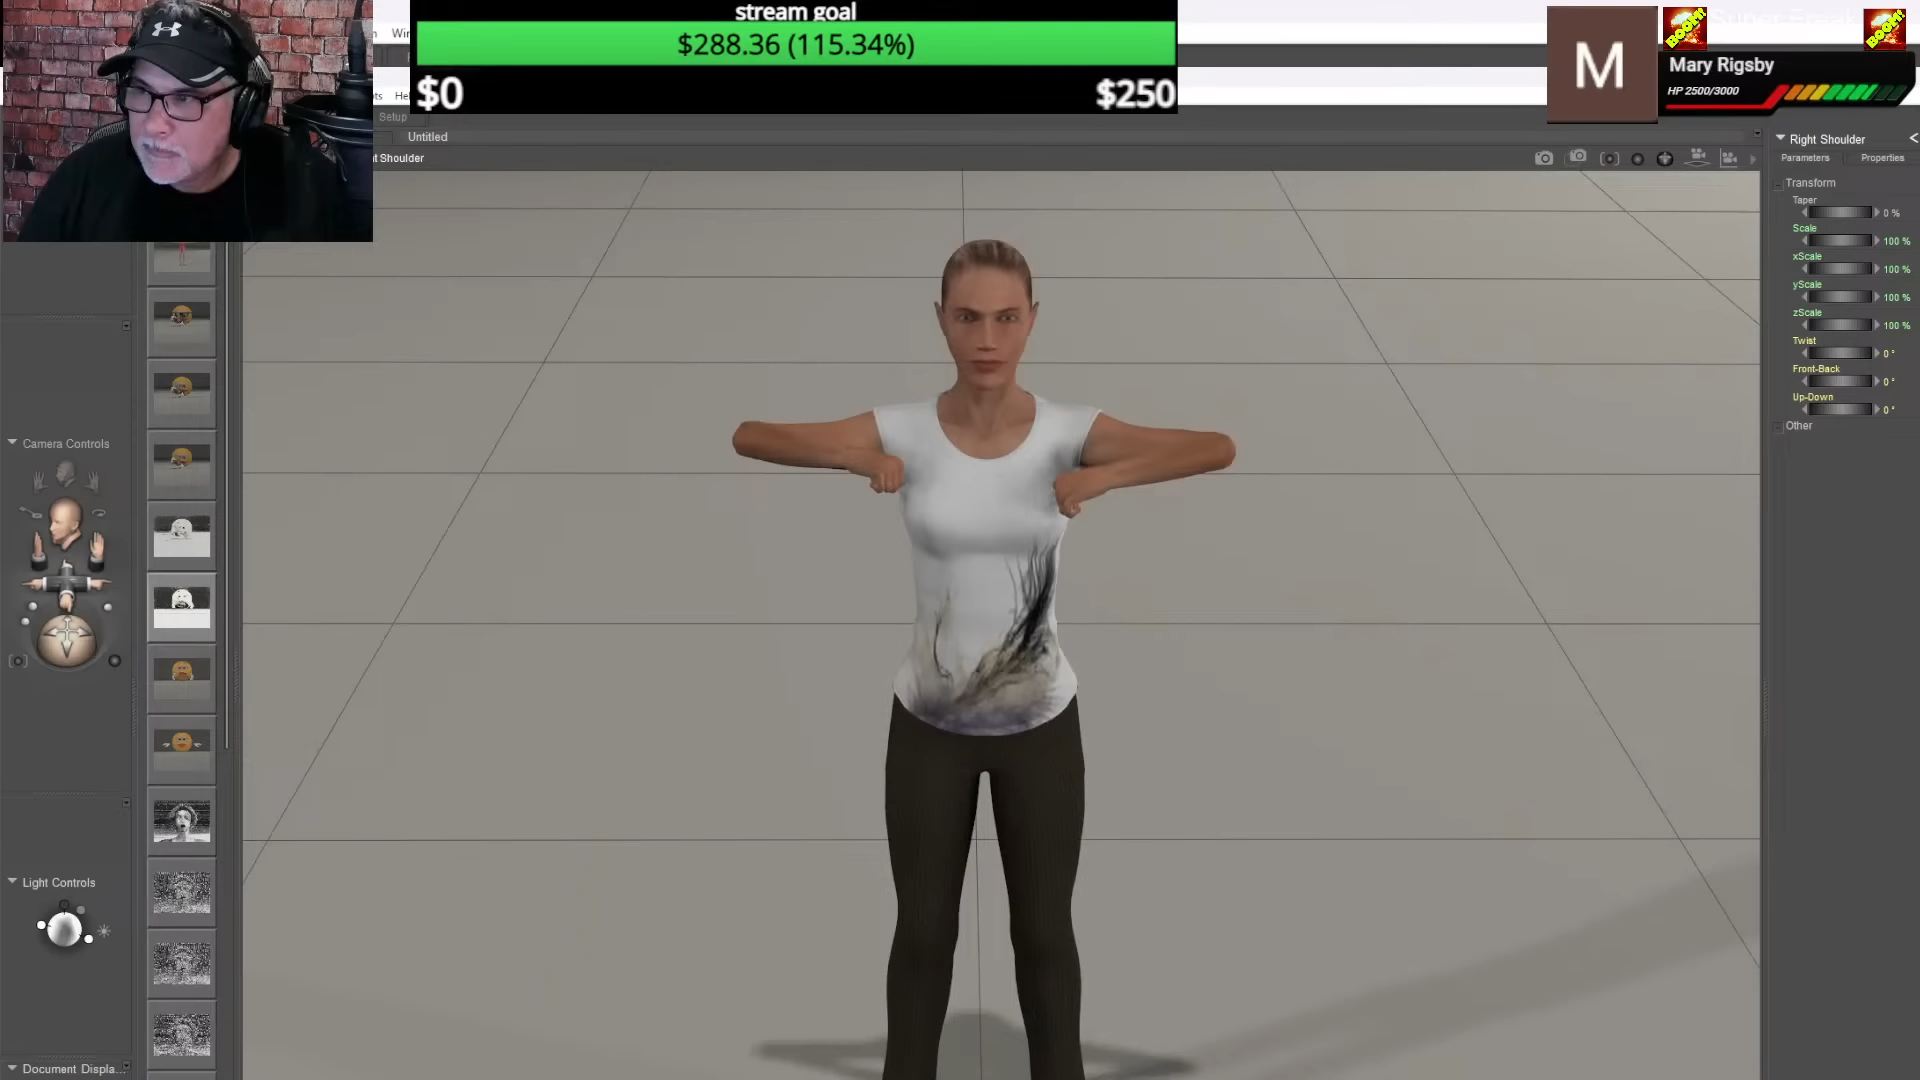 stream goal
$288.36 (115.34%)
$0
$250
M
Mary Rigsby
HP 2500/3000
BOOM!
BOOM!
Setup
Untitled
Right Shoulder
Parameters
Properties
Transform
Taper
0 %
Scale
100 %
xScale
100 %
yScale
100 %
zScale
100 %
Twist
0 °
Front-Back
0 °
Up-Down
0 °
Other
Camera Controls
Light Controls
Document Displa...